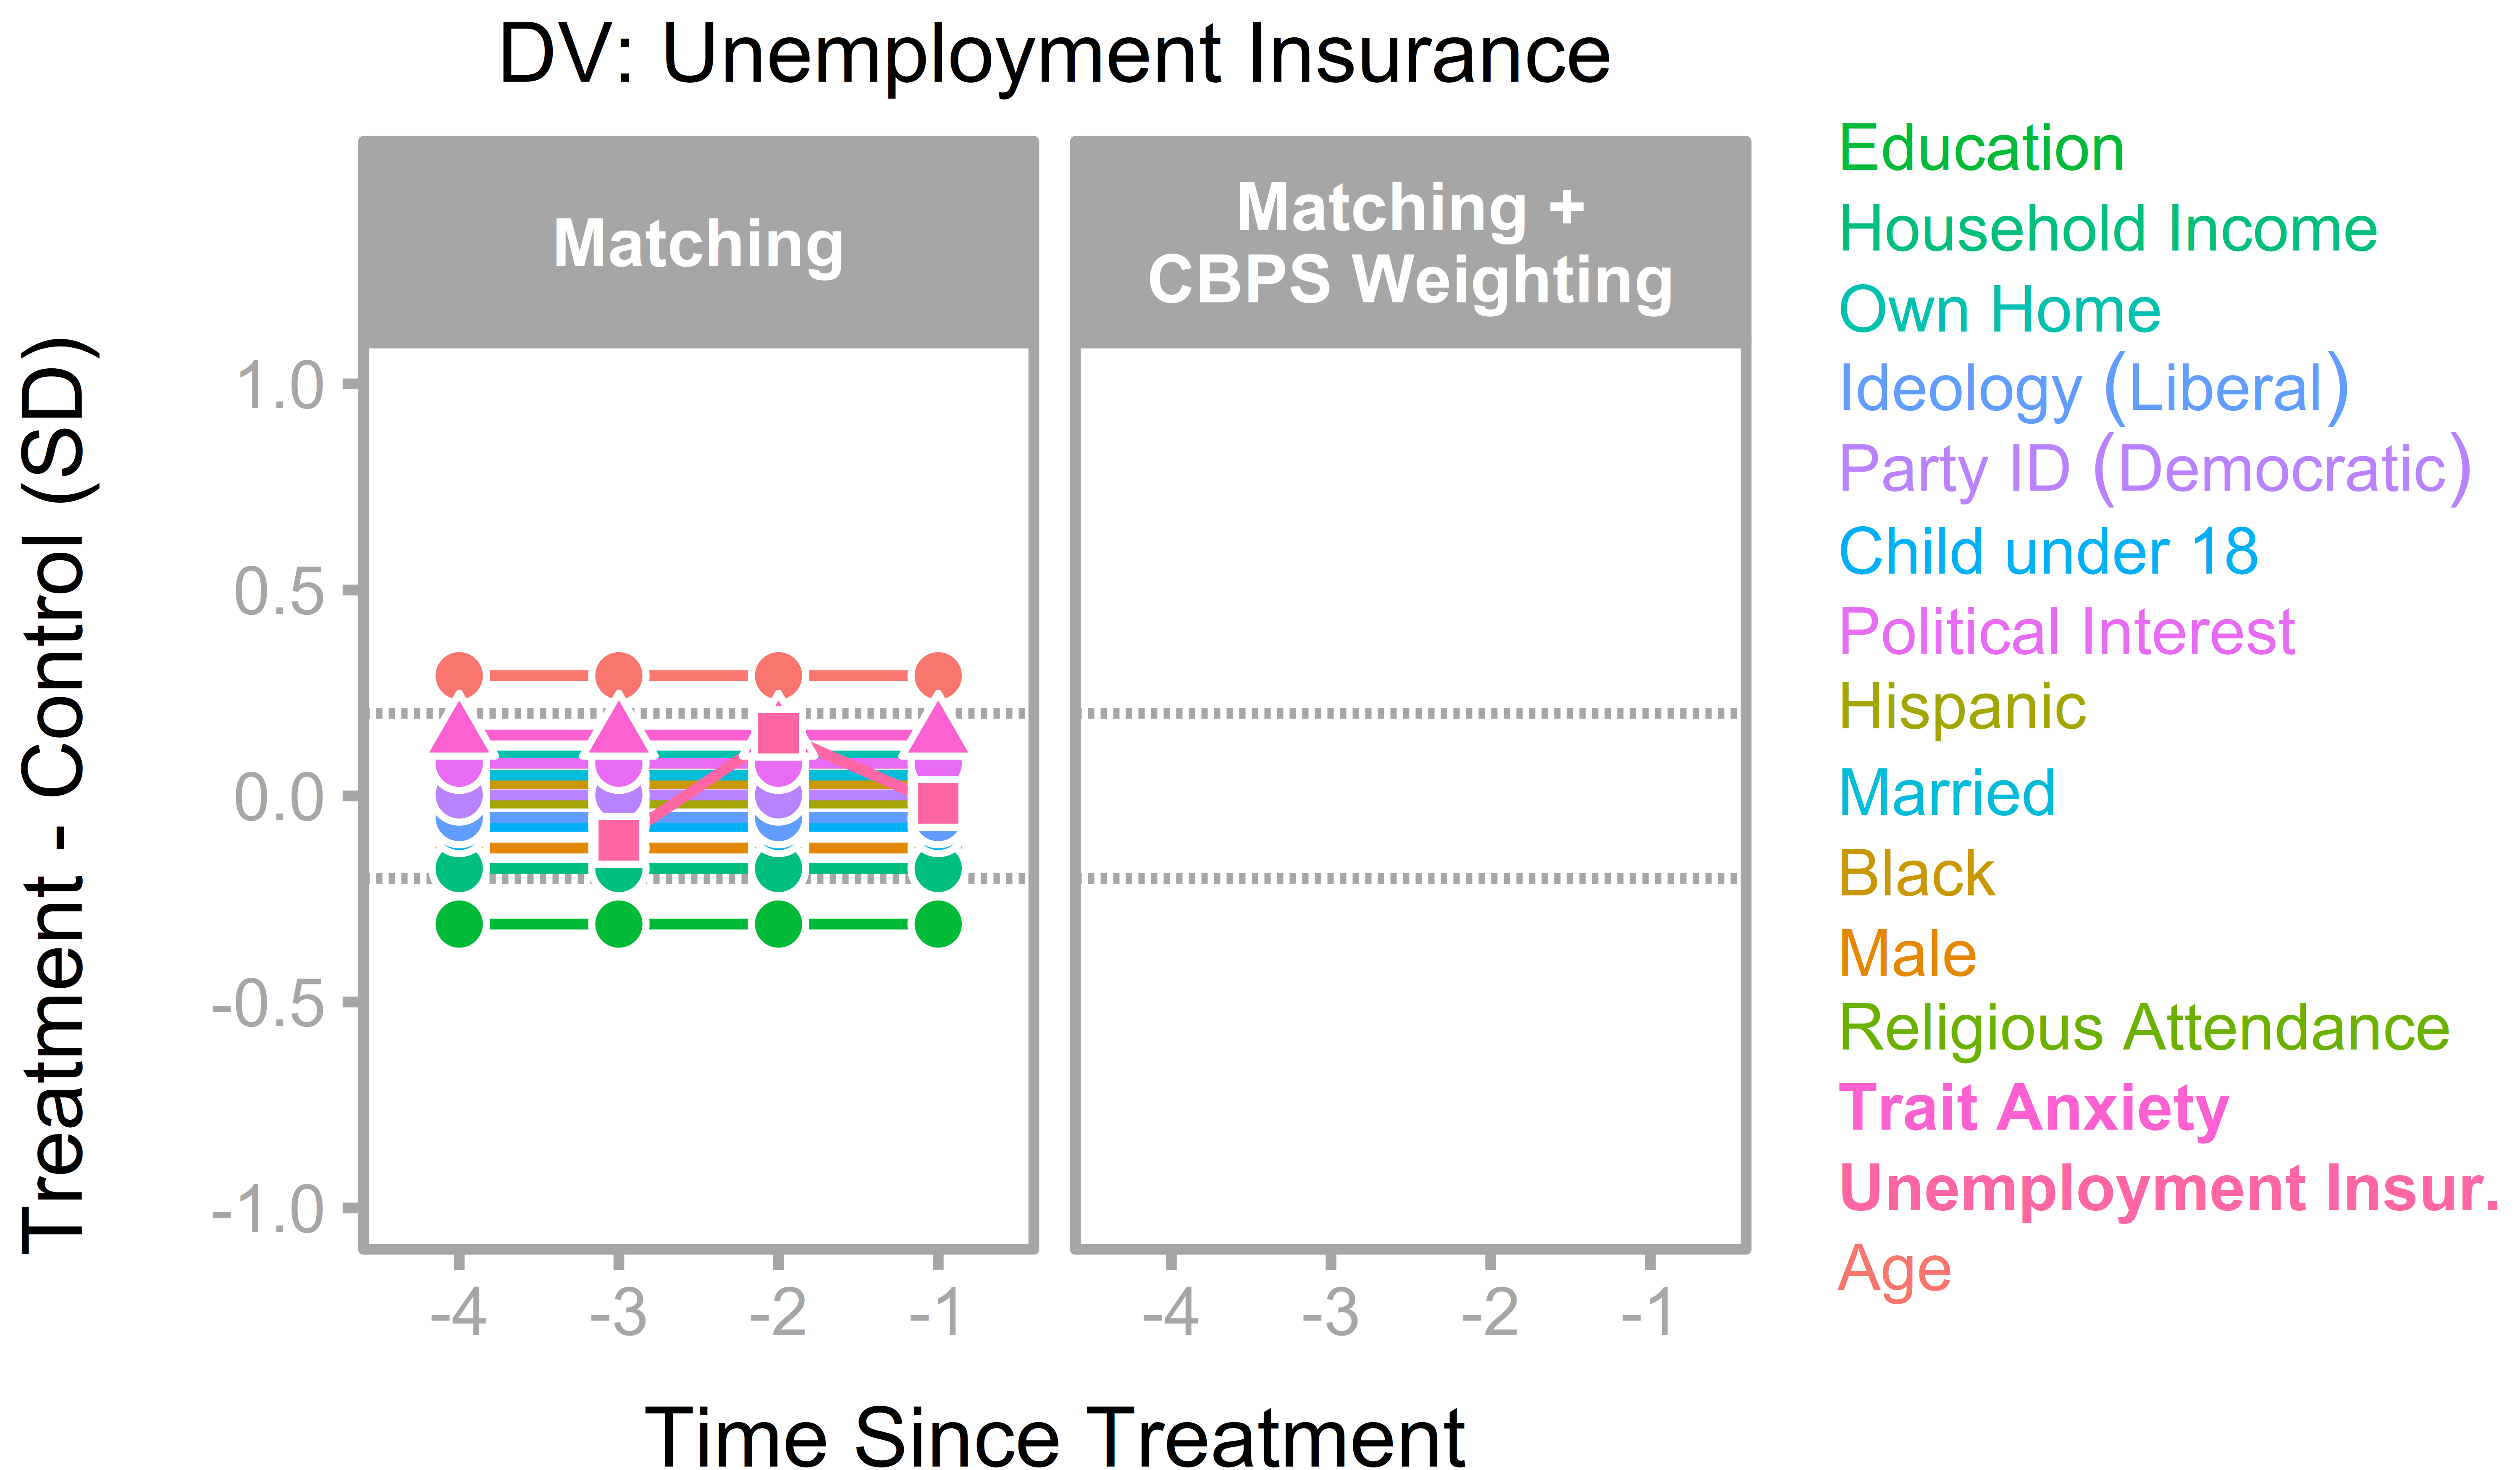 DV: Unemployment Insurance
Matching
Matching +
CBPS Weighting
Treatment - Control (SD)
1.0
0.5
0.0
-0.5
-1.0
-4 -3 -2 -1
-4 -3 -2 -1
Time Since Treatment
Education
Household Income
Own Home
Ideology (Liberal)
Party ID (Democratic)
Child under 18
Political Interest
Hispanic
Married
Black
Male
Religious Attendance
Trait Anxiety
Unemployment Insur.
Age